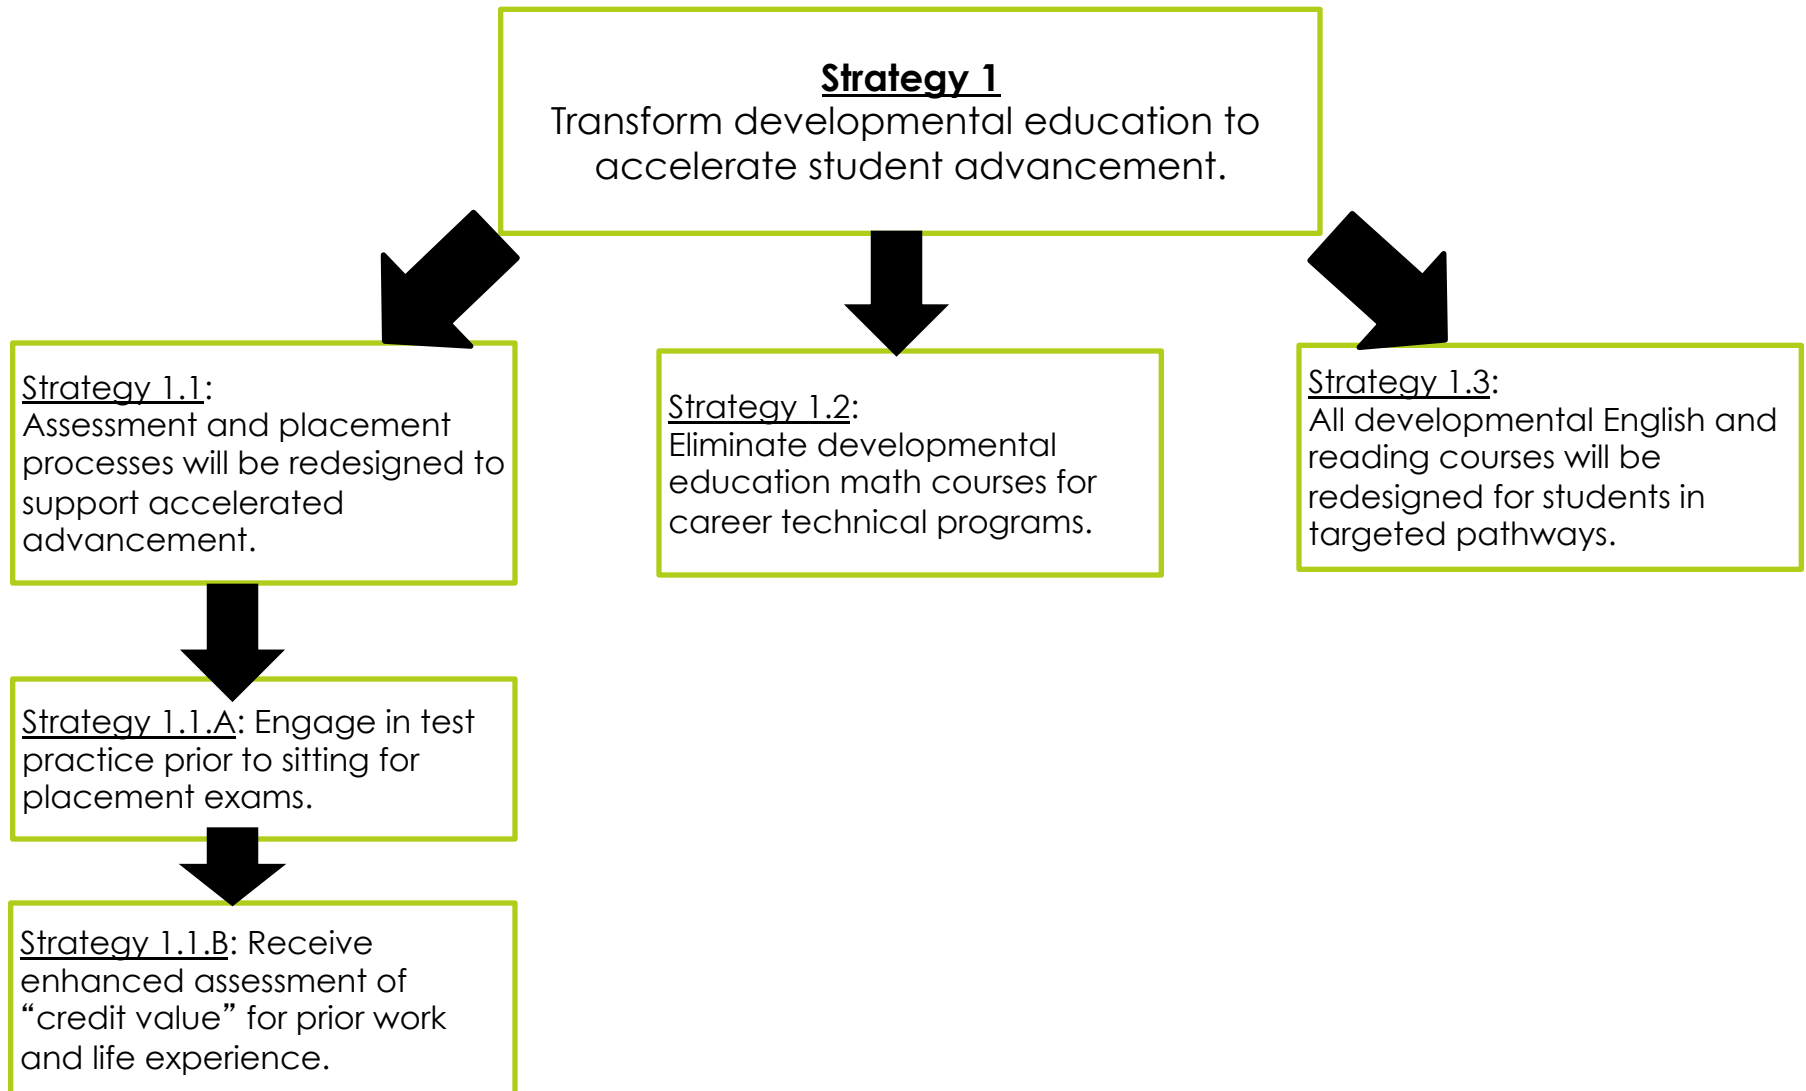 Strategy 1
Transform developmental education to
accelerate student advancement.
Strategy 1.1:
Assessment and placement
processes will be redesigned to
support accelerated
advancement.
Strategy 1.2:
Eliminate developmental
education math courses for
career technical programs.
Strategy 1.3:
All developmental English and
reading courses will be
redesigned for students in
targeted pathways.
Strategy 1.1.A: Engage in test
practice prior to sitting for
placement exams.
Strategy 1.1.B: Receive
enhanced assessment of
“credit value” for prior work
and life experience.